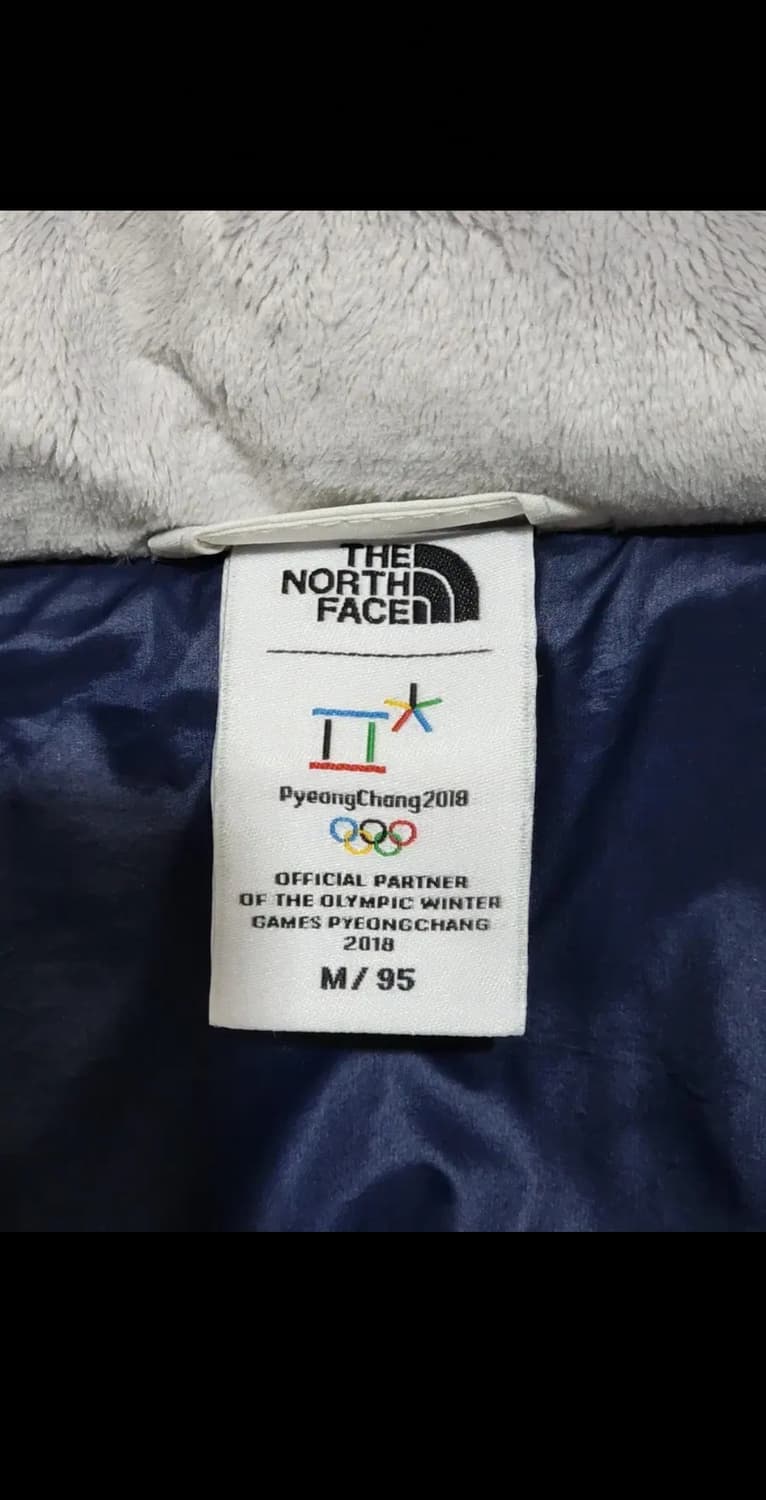 THE
NORTH
FACE
PyeongChang2018
OFFICIAL PARTNER
OF THE OLYMPIC WINTER
GAMES PYEONGCHANG
2018
M/ 95